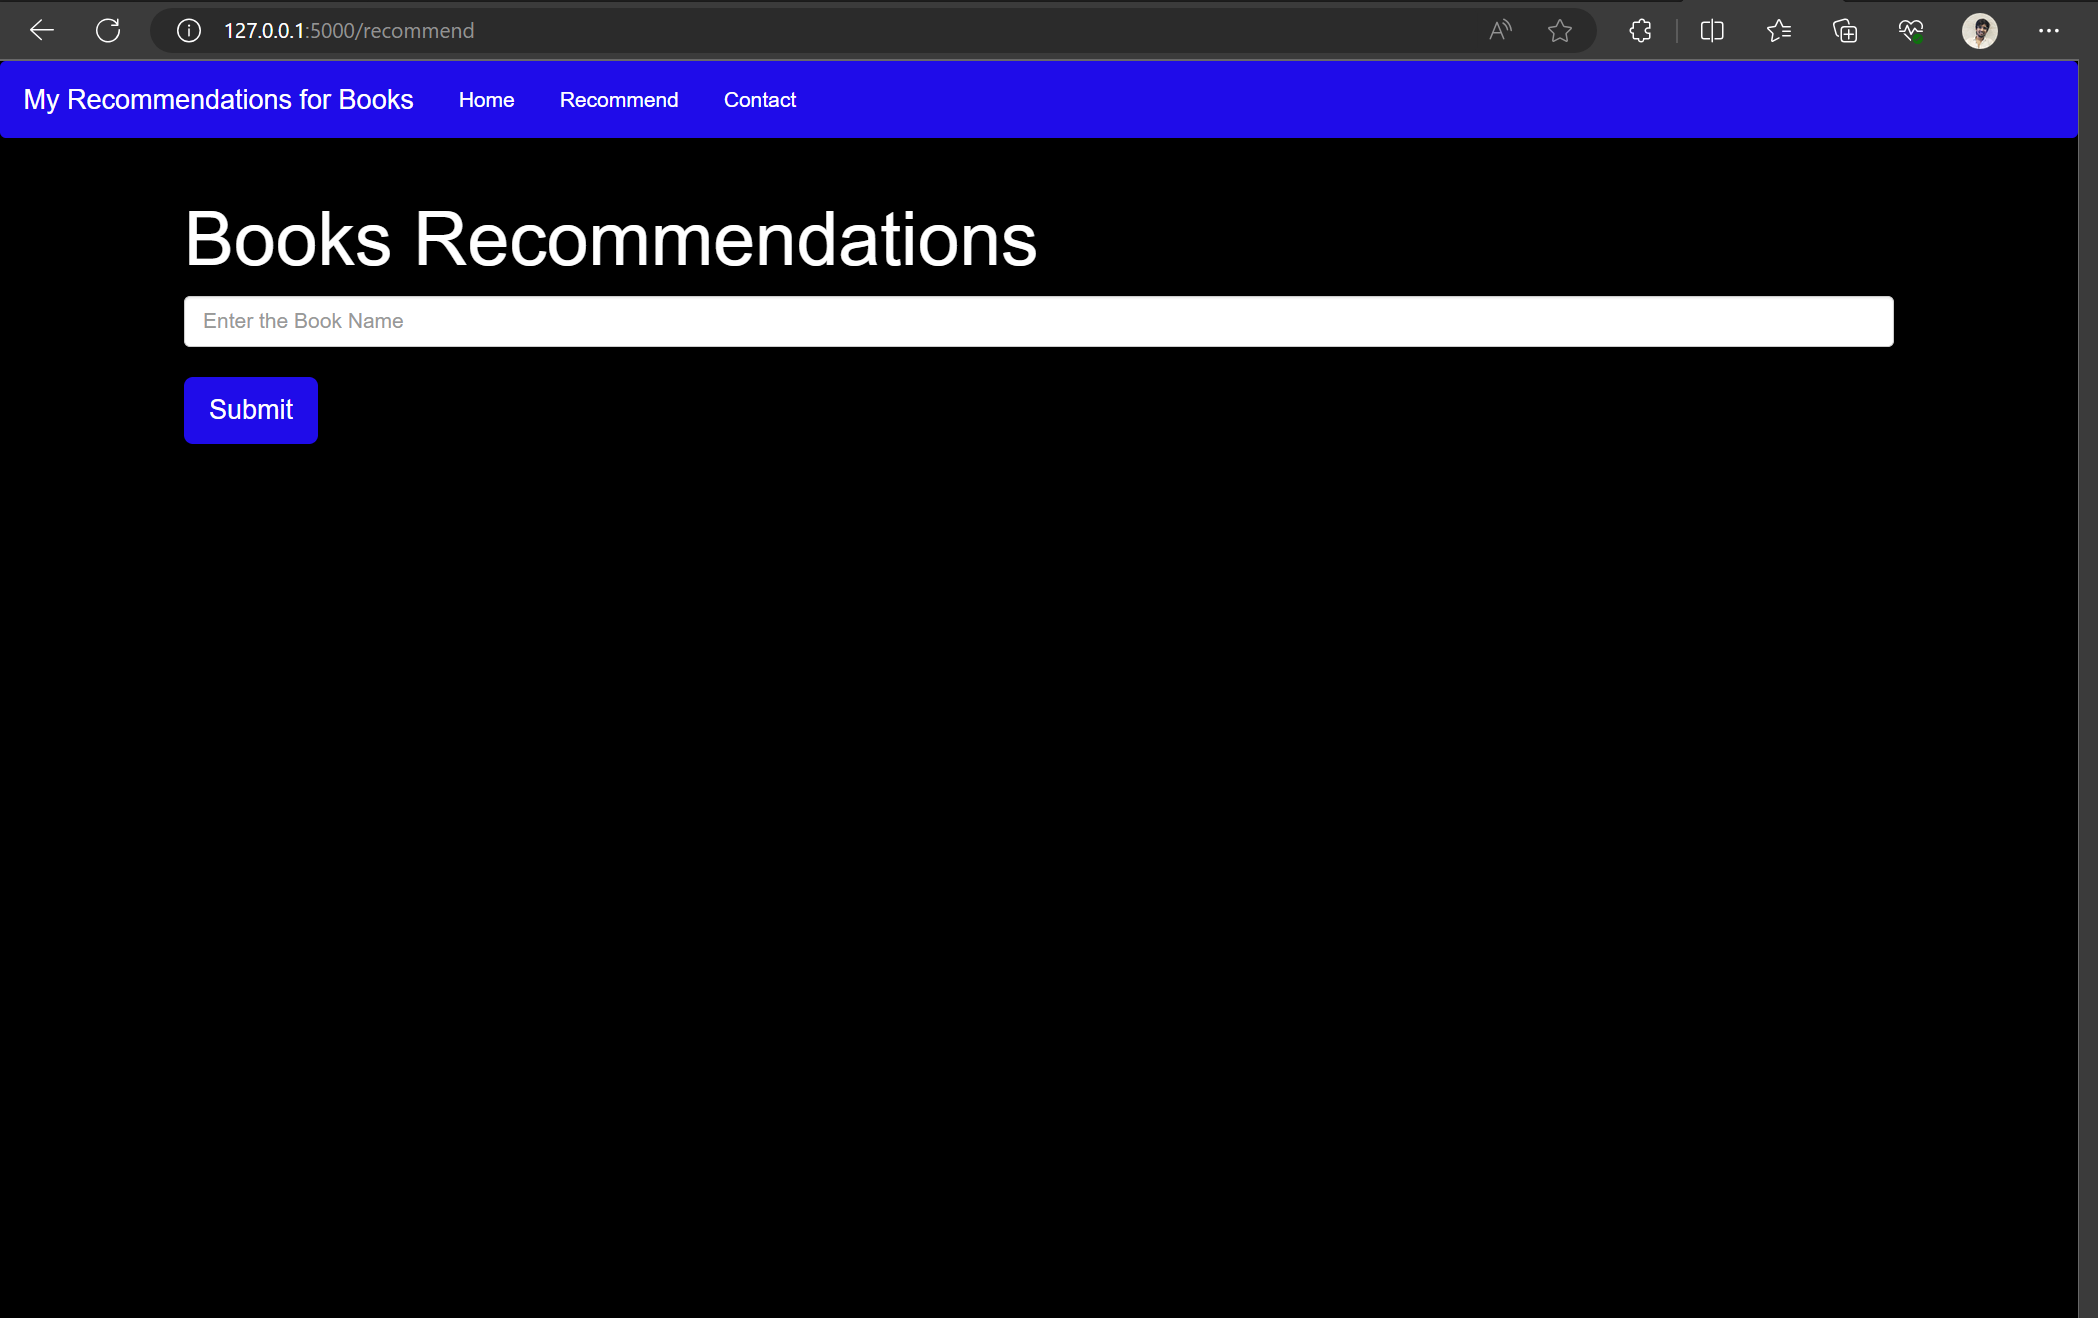 127.0.0.1:5000/recommend
My Recommendations for Books Home Recommend Contact
Books Recommendations
Enter the Book Name
Submit